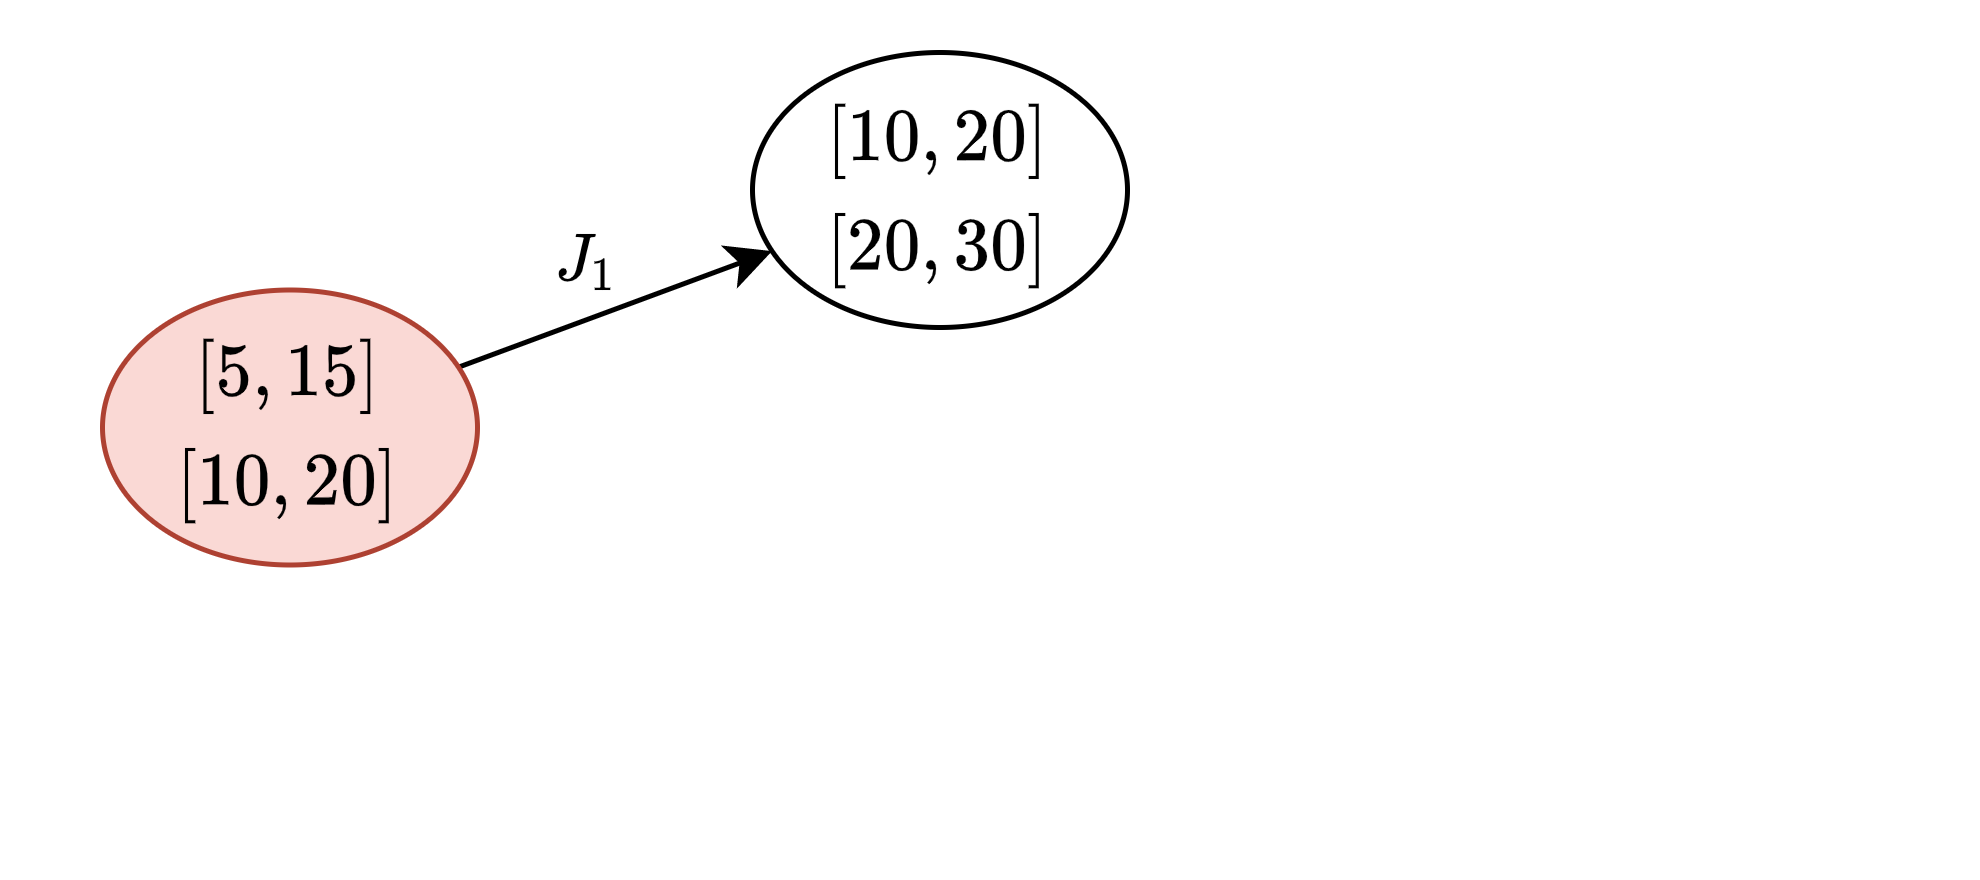 [10, 20]
[20, 30]
J₁
[5, 15]
[10, 20]